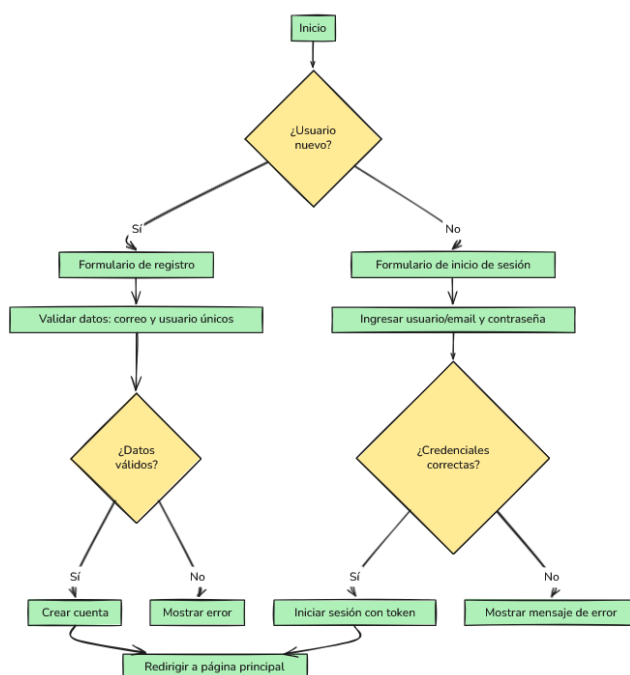 Inicio
¿Usuario
nuevo?
Sí
No
Formulario de registro
Formulario de inicio de sesión
Validar datos: correo y usuario únicos
Ingresar usuario/email y contraseña
¿Datos
válidos?
¿Credenciales
correctas?
Sí
No
Sí
No
Crear cuenta
Mostrar error
Iniciar sesión con token
Mostrar mensaje de error
Redirigir a página principal